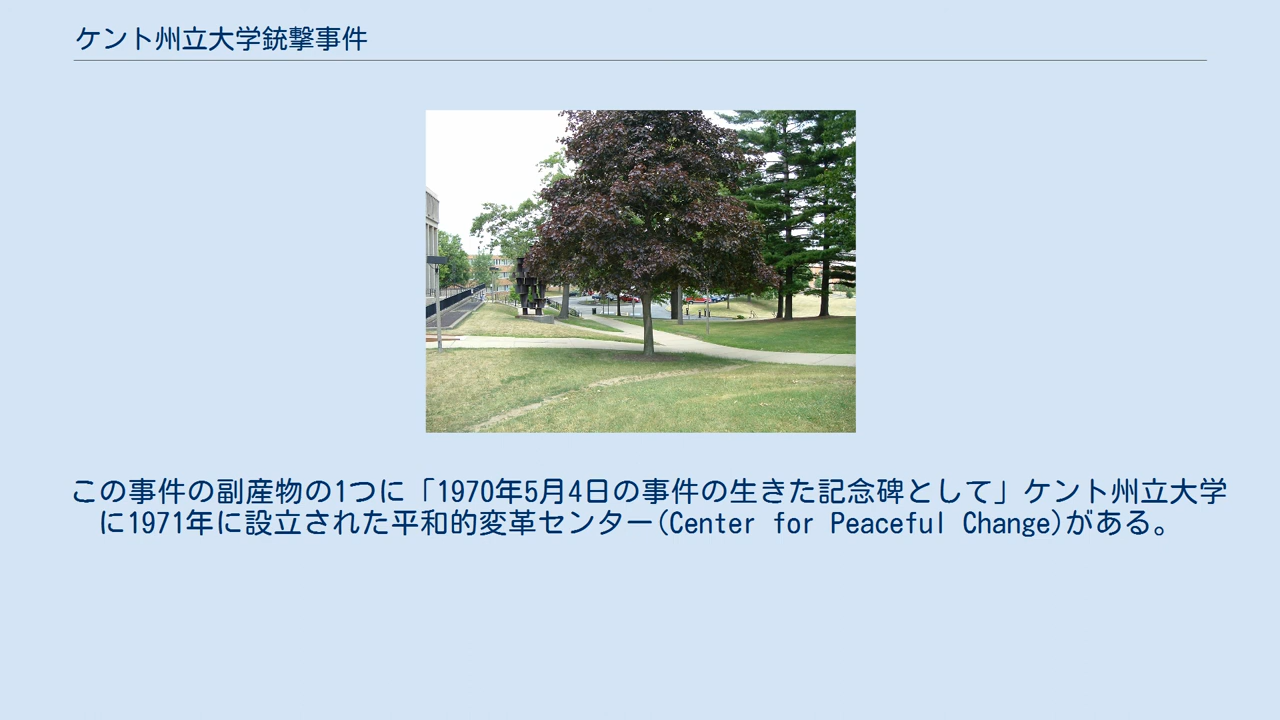 ケント州立大学銃撃事件
この事件の副産物の1つに「1970年5月4日の事件の生きた記念碑として」ケント州立大学
に1971年に設立された平和的変革センター(Center for Peaceful Change)がある。